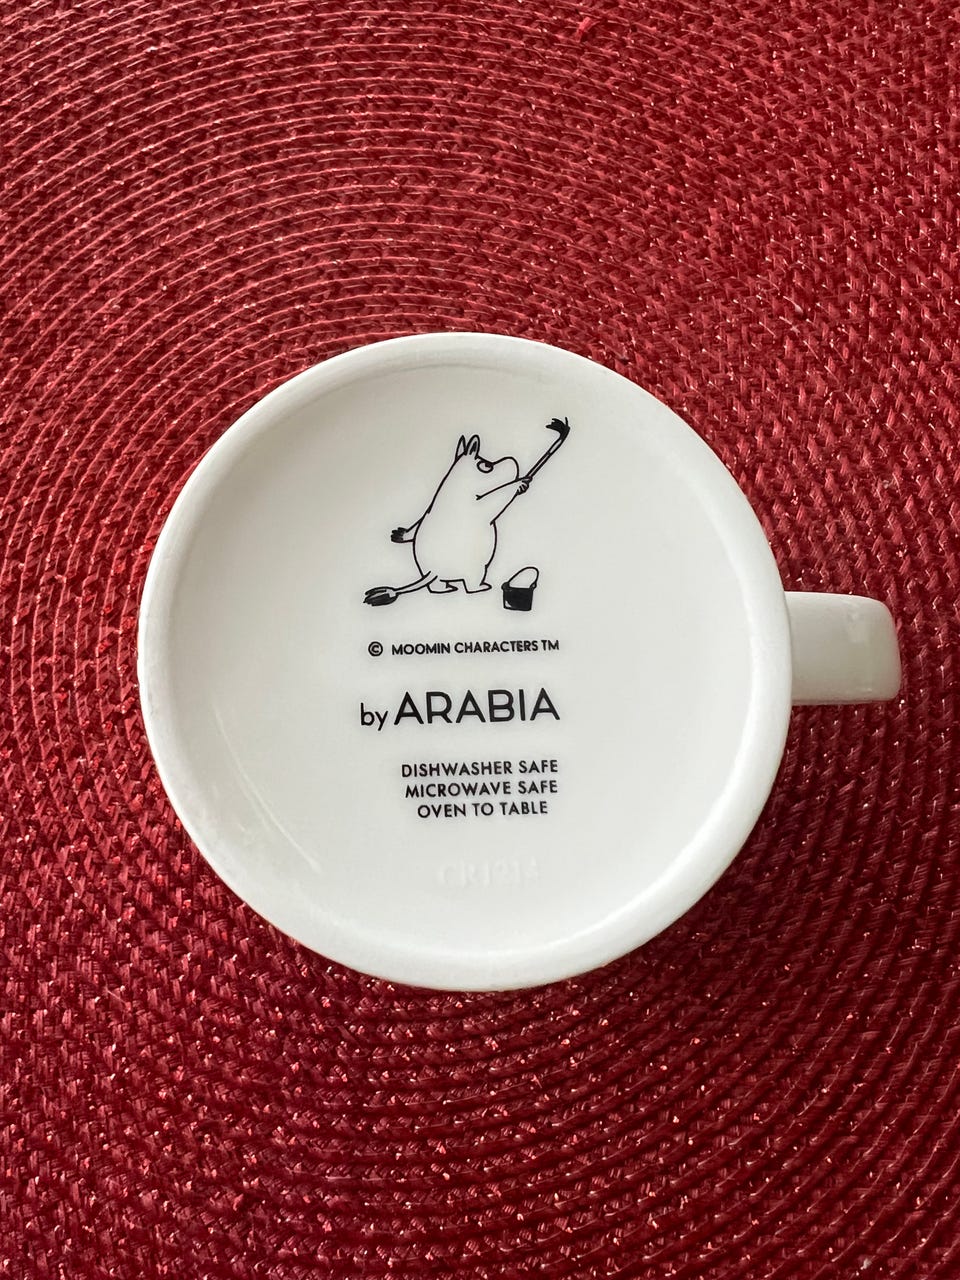 © MOOMIN CHARACTERS TM
by ARABIA
DISHWASHER SAFE
MICROWAVE SAFE
OVEN TO TABLE